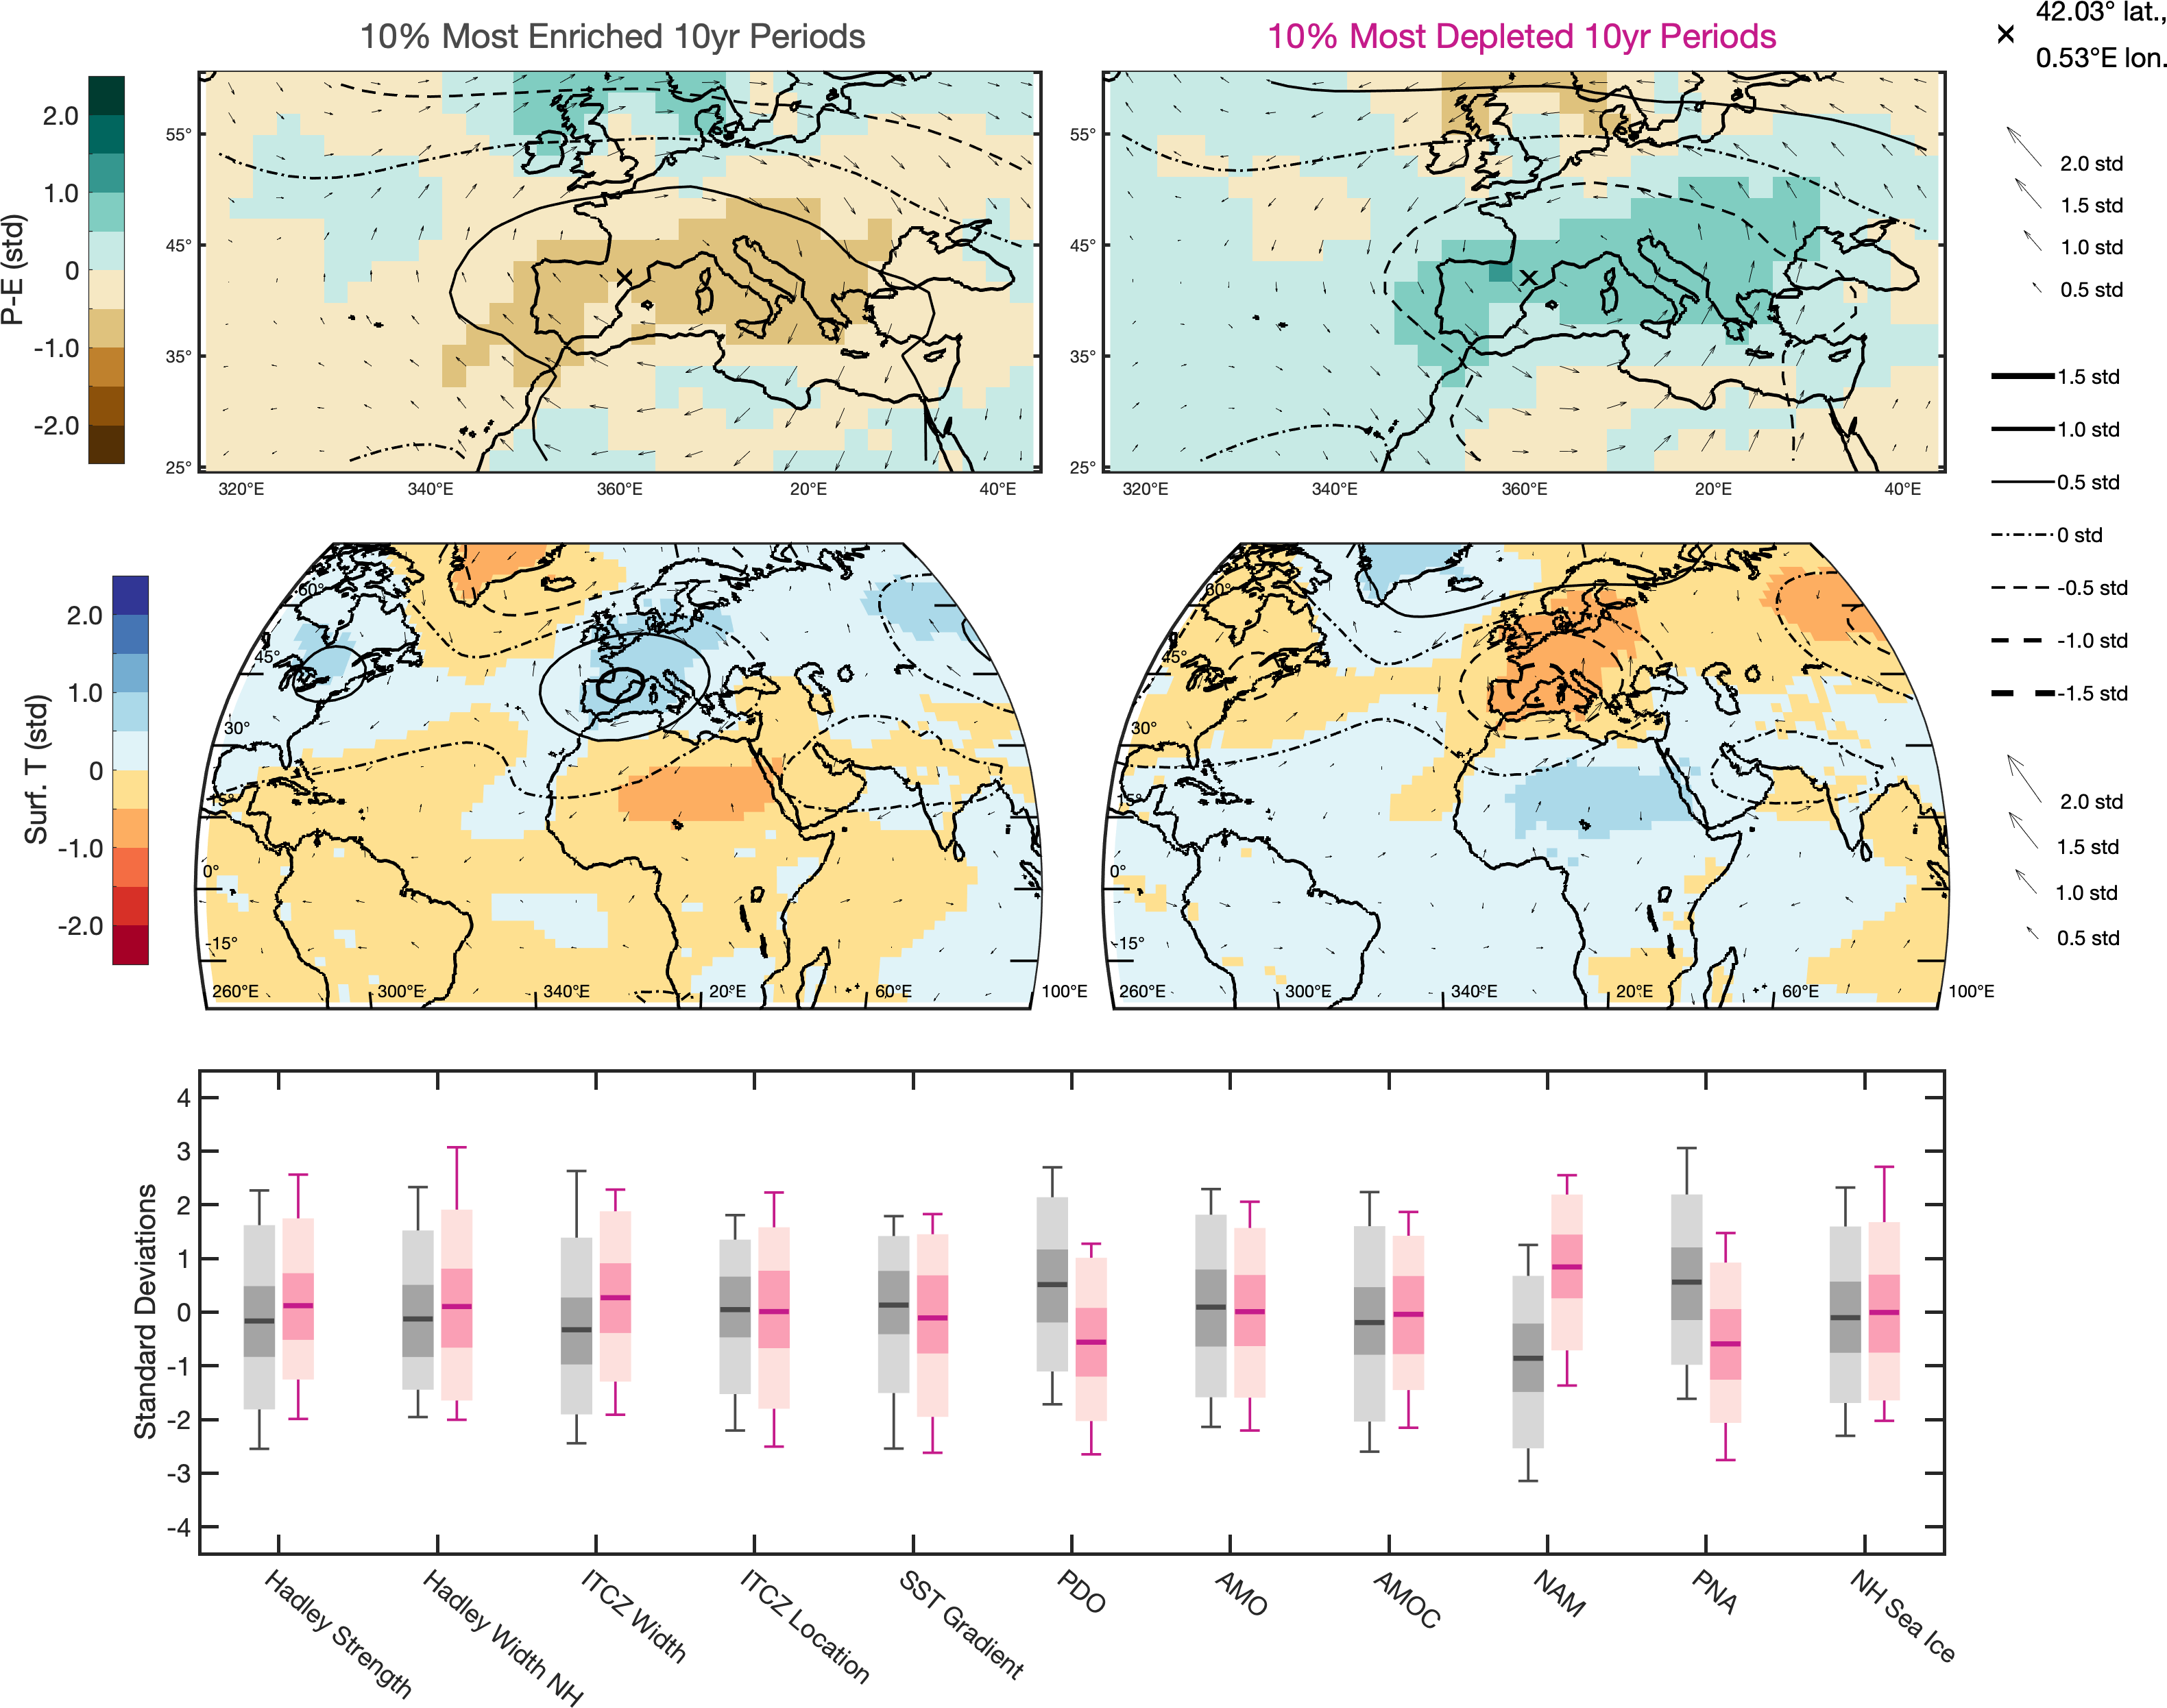 10% Most Enriched 10yr Periods
10% Most Depleted 10yr Periods
42.03° lat.,
0.53°E lon.
P-E (std)
2.0
1.0
0
-1.0
-2.0
55°
45°
35°
25°
320°E 340°E 360°E 20°E 40°E
55°
45°
35°
25°
320°E 340°E 360°E 20°E 40°E
2.0 std
1.5 std
1.0 std
0.5 std
1.5 std
1.0 std
0.5 std
0 std
-0.5 std
-1.0 std
-1.5 std
2.0 std
1.5 std
1.0 std
0.5 std
Surf. T (std)
2.0
1.0
0
-1.0
-2.0
60°
45°
30°
15°
0°
-15°
260°E 300°E 340°E 20°E 60°E 100°E
60°
45°
30°
15°
0°
-15°
260°E 300°E 340°E 20°E 60°E 100°E
Standard Deviations
4
3
2
1
0
-1
-2
-3
-4
Hadley Strength
Hadley Width NH
ITCZ Width
ITCZ Location
SST Gradient
PDO
AMO
AMOC
NAM
PNA
NH Sea Ice